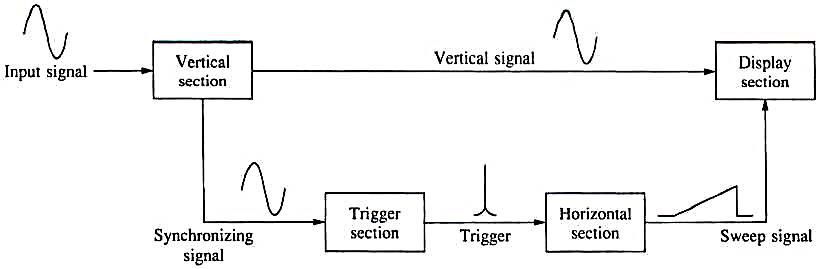 Input signal
Vertical
section
Vertical signal
Display
section
Synchronizing
signal
Trigger
section
Trigger
Horizontal
section
Sweep signal